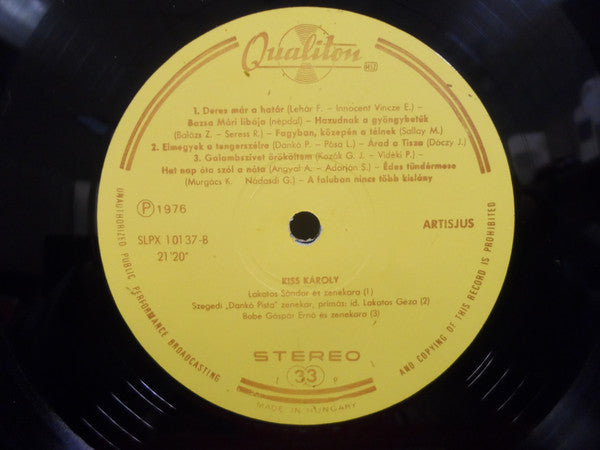 Qualiton
1. Deres már a határ (Lehár F. – Innocent Vincze E.) –
Bazsa Mári libája (népdal) – Hazudnak a gyöngybetűk
(Balázs Z. – Seress R.) – Fagyban, közepén a télnek (Sallay M.)
2. Elmegyek a tengerszélre (Dankó P. – Pósa L.) – Árad a Tisza (Dóczy J.)
3. Galambszívet örököltem (Kozák G. J. – Vidéki P.) –
Hat nap óta szól a nóta (Angyal A. – Adorján S.) – Édes tündérmese
(Murgács K. Nádasdi G.) – A faluban nincs több kislány
P 1976
ARTISJUS
SLPX 10137-B
21'20"
KISS KÁROLY
Lakatos Sándor és zenekara (1)
Szegedi „Dankó Pista" zenekar, prímás: id. Lakatos Géza (2)
Bobe Gáspár Ernő és zenekara (3)
STEREO
33
MADE IN HUNGARY
UNAUTHORIZED PUBLIC PERFORMANCE BROADCASTING
AND COPYING OF THIS RECORD IS PROHIBITED